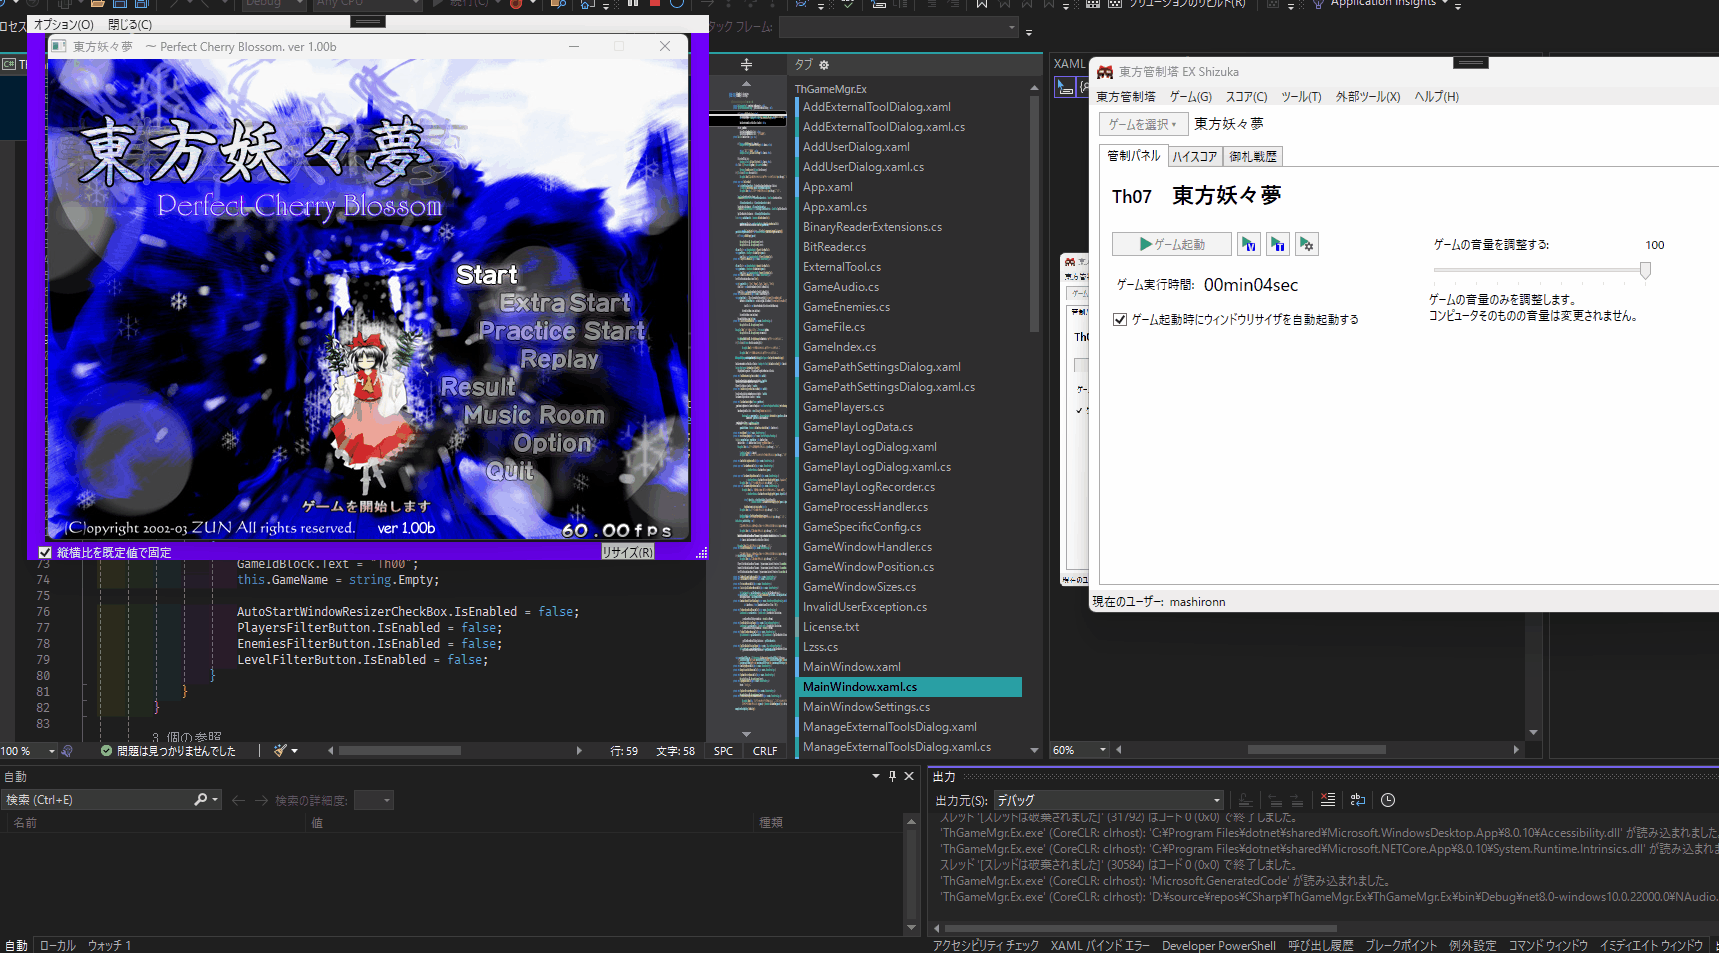 Debug
Any CPU
続行(C)
ソリューションのリビルド(R)
Application Insights
オプション(O) 閉じる(C)
東方妖々夢 ～ Perfect Cherry Blossom. ver 1.00b
東方妖々夢
Perfect Cherry Blossom
Start
Extra Start
Practice Start
Replay
Result
Music Room
Option
Quit
ゲームを開始します
(C)opyright 2002-03 ZUN All rights reserved. ver 1.00b
60.00fps
縦横比を既定値で固定
リサイズ(R)
73 GameIdBlock.Text = "Th00";
74 this.GameName = string.Empty;
75
76 AutoStartWindowResizerCheckBox.IsEnabled = false;
77 PlayersFilterButton.IsEnabled = false;
78 EnemiesFilterButton.IsEnabled = false;
79 LevelFilterButton.IsEnabled = false;
80 }
81 }
82 }
83
3 個の参照
100 % 問題は見つかりませんでした 行: 59 文字: 58 SPC CRLF
タック フレーム:
タブ
ThGameMgr.Ex
AddExternalToolDialog.xaml
AddExternalToolDialog.xaml.cs
AddUserDialog.xaml
AddUserDialog.xaml.cs
App.xaml
App.xaml.cs
BinaryReaderExtensions.cs
BitReader.cs
ExternalTool.cs
GameAudio.cs
GameEnemies.cs
GameFile.cs
GameIndex.cs
GamePathSettingsDialog.xaml
GamePathSettingsDialog.xaml.cs
GamePlayers.cs
GamePlayLogData.cs
GamePlayLogDialog.xaml
GamePlayLogDialog.xaml.cs
GamePlayLogRecorder.cs
GameProcessHandler.cs
GameSpecificConfig.cs
GameWindowHandler.cs
GameWindowPosition.cs
GameWindowSizes.cs
InvalidUserException.cs
License.txt
Lzss.cs
MainWindow.xaml
MainWindow.xaml.cs
MainWindowSettings.cs
ManageExternalToolsDialog.xaml
ManageExternalToolsDialog.xaml.cs
XAML
60%
東方管制塔 EX Shizuka
東方管制塔 ゲーム(G) スコア(C) ツール(T) 外部ツール(X) ヘルプ(H)
ゲームを選択 東方妖々夢
管制パネル ハイスコア 御札戦歴
Th07 東方妖々夢
ゲーム起動
ゲーム実行時間: 00min04sec
ゲーム起動時にウィンドウリサイザを自動起動する
ゲームの音量を調整する: 100
ゲームの音量のみを調整します。
コンピュータそのものの音量は変更されません。
現在のユーザー: mashironn
自動
検索 (Ctrl+E) 検索の詳細度:
名前 値 種類
自動 ローカル ウォッチ 1
出力
出力元(S): デバッグ
スレッド '[スレッドは破棄されました]' (31792) はコード 0 (0x0) で終了しました。
'ThGameMgr.Ex.exe' (CoreCLR: clrhost): 'C:¥Program Files¥dotnet¥shared¥Microsoft.WindowsDesktop.App¥8.0.10¥Accessibility.dll' が読み込まれました
'ThGameMgr.Ex.exe' (CoreCLR: clrhost): 'C:¥Program Files¥dotnet¥shared¥Microsoft.NETCore.App¥8.0.10¥System.Runtime.Intrinsics.dll' が読み込まれま
スレッド '[スレッドは破棄されました]' (30584) はコード 0 (0x0) で終了しました。
'ThGameMgr.Ex.exe' (CoreCLR: clrhost): 'Microsoft.GeneratedCode' が読み込まれました。
'ThGameMgr.Ex.exe' (CoreCLR: clrhost): 'D:¥source¥repos¥CSharp¥ThGameMgr.Ex¥ThGameMgr.Ex¥bin¥Debug¥net8.0-windows10.0.22000.0¥NAudio.
アクセシビリティ チェック XAML バインド エラー Developer PowerShell 呼び出し履歴 ブレークポイント 例外設定 コマンド ウィンドウ イミディエイト ウィンドウ